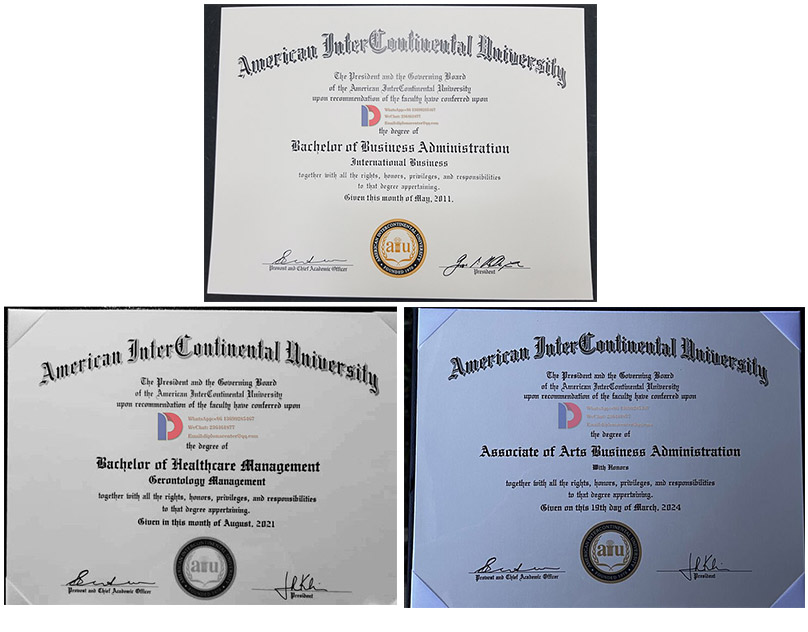 American InterContinental University
The President and the Governing Board
of the American InterContinental University
upon recommendation of the faculty have conferred upon
the degree of
Bachelor of Business Administration
International Business
together with all the rights, honors, privileges, and responsibilities
to that degree appertaining.
Given this month of May, 2011.
AMERICAN INTERCONTINENTAL UNIVERSITY
aiu
FOUNDED 1970
Provost and Chief Academic Officer
President
American InterContinental University
The President and the Governing Board
of the American InterContinental University
upon recommendation of the faculty have conferred upon
the degree of
Bachelor of Healthcare Management
Gerontology Management
together with all the rights, honors, privileges, and responsibilities
to that degree appertaining.
Given in this month of August, 2021
aiu
Provost and Chief Academic Officer
President
American InterContinental University
The President and the Governing Board
of the American InterContinental University
upon recommendation of the faculty have conferred upon
the degree of
Associate of Arts Business Administration
With Honors
together with all the rights, honors, privileges, and responsibilities
to that degree appertaining.
Given on this 19th day of March, 2024
aiu
Provost and Chief Academic Officer
President